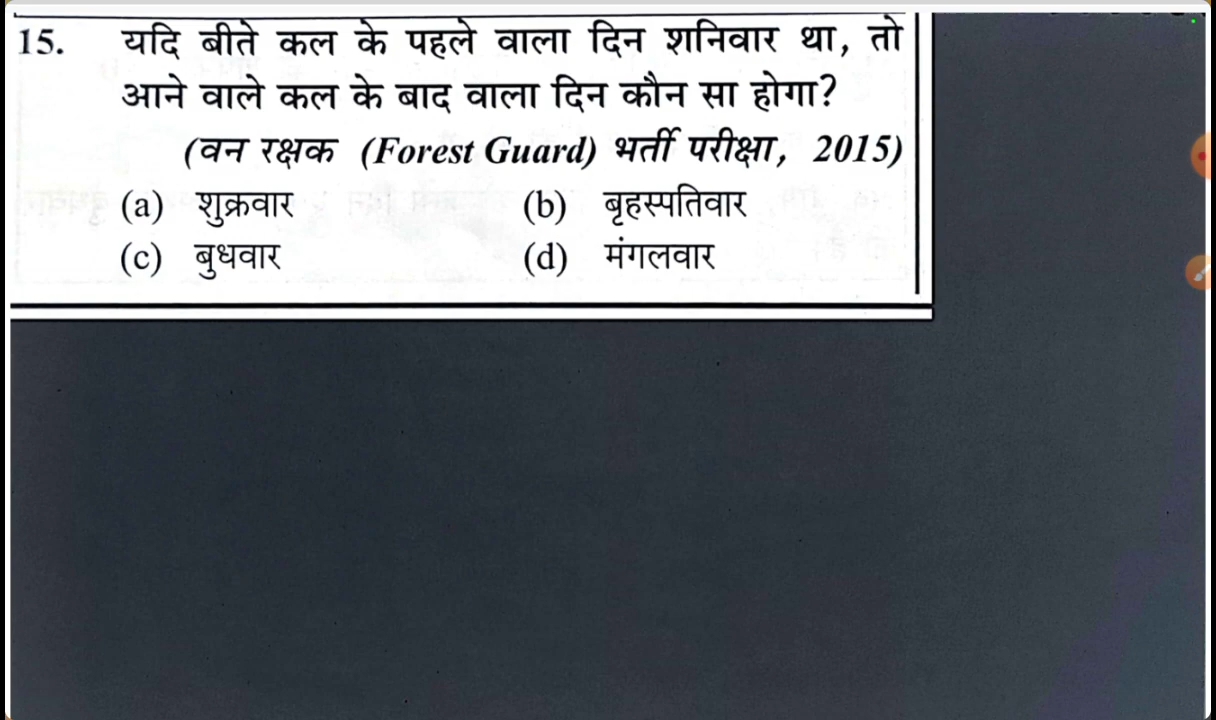 15. यदि बीते कल के पहले वाला दिन शनिवार था, तो
आने वाले कल के बाद वाला दिन कौन सा होगा?
(वन रक्षक (Forest Guard) भर्ती परीक्षा, 2015)
(a) शुक्रवार (b) बृहस्पतिवार
(c) बुधवार (d) मंगलवार